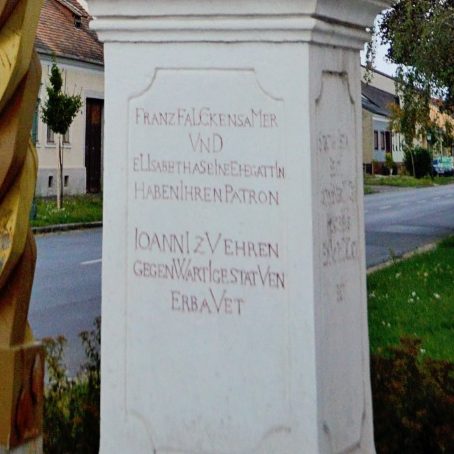 FRANZ FALCKENSAMER
VND
eLISABETHA SEINE EHEGATTIN
HABEN IHREN PATRON
IOANNI ZV EHREN
GEGENWARTIGE STATVEN
ERBAVET